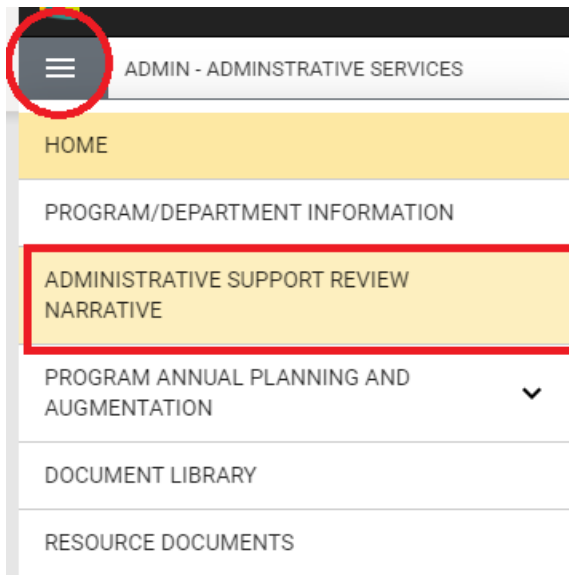 ADMIN - ADMINSTRATIVE SERVICES
HOME
PROGRAM/DEPARTMENT INFORMATION
ADMINISTRATIVE SUPPORT REVIEW
NARRATIVE
PROGRAM ANNUAL PLANNING AND
AUGMENTATION
DOCUMENT LIBRARY
RESOURCE DOCUMENTS